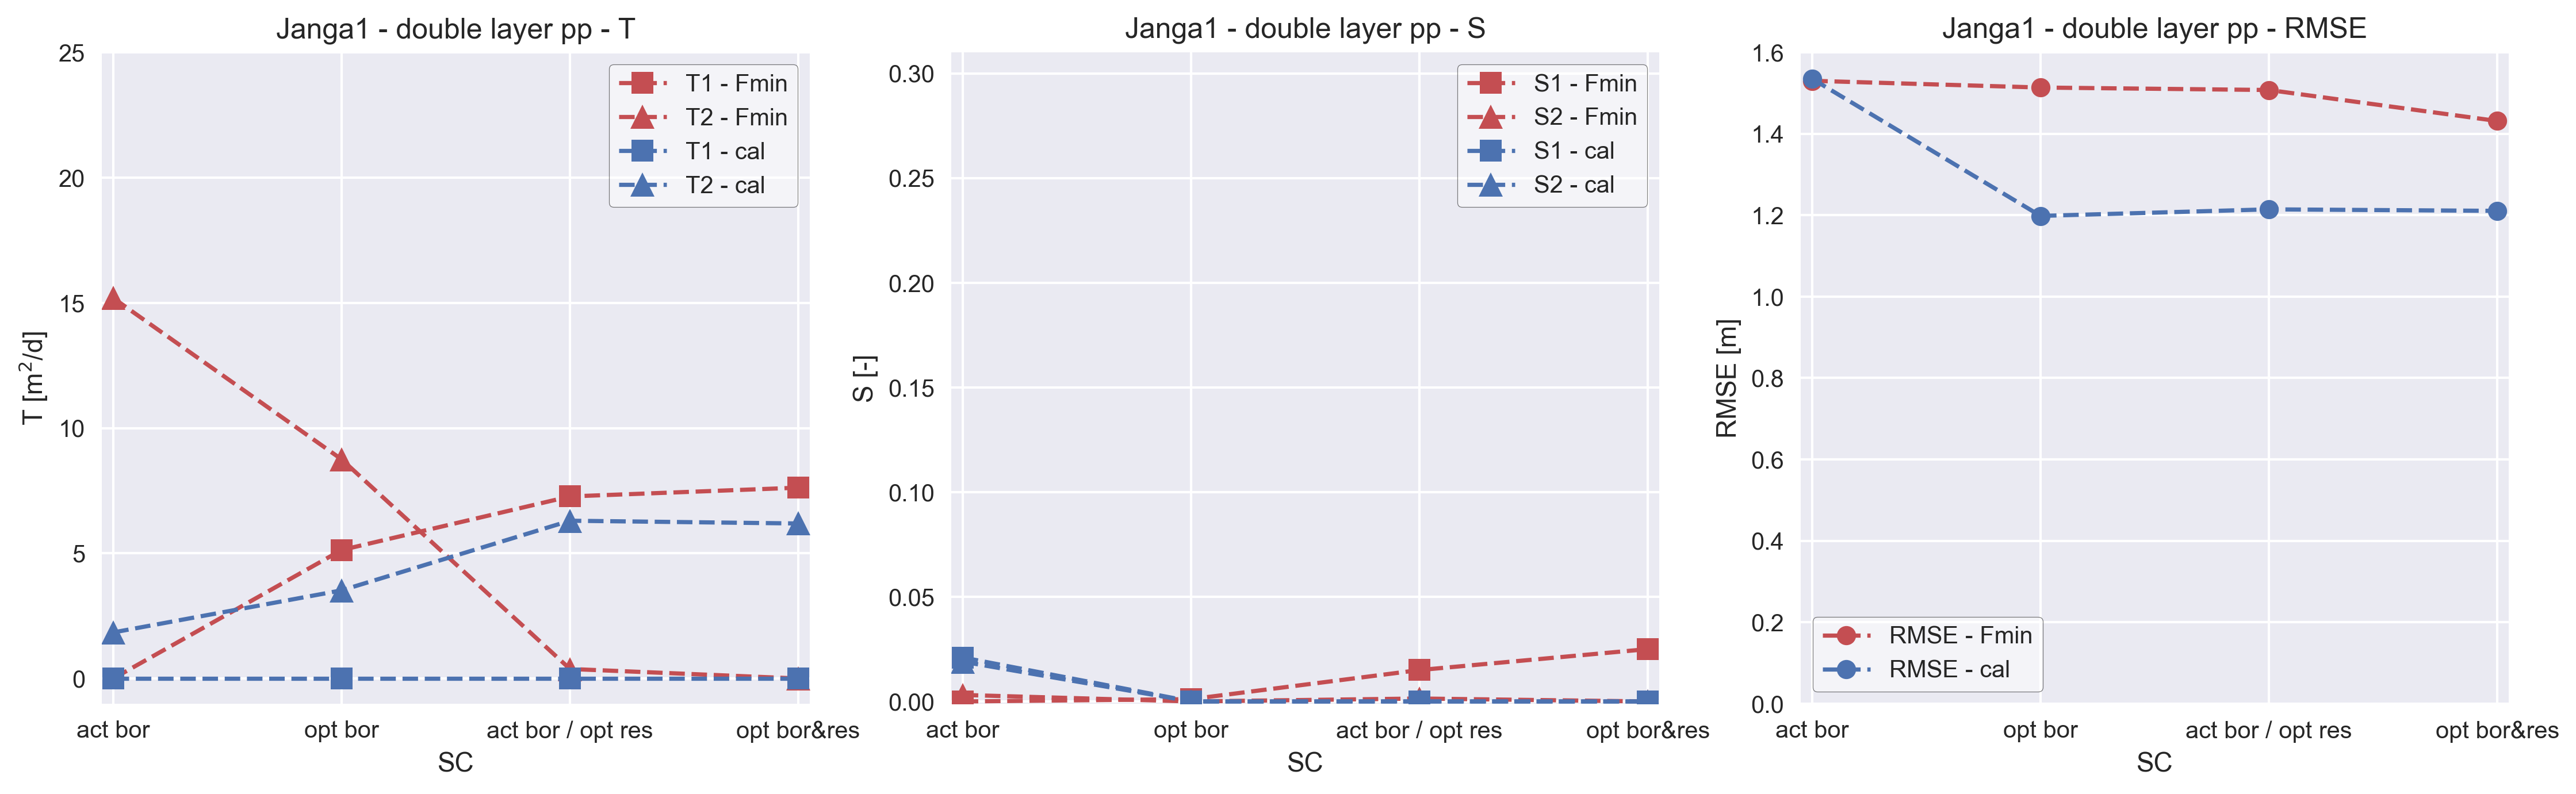 Janga1 - double layer pp - T
25
20
15
10
5
0
T [m²/d]
T1 - Fmin
T2 - Fmin
T1 - cal
T2 - cal
act bor
opt bor
act bor / opt res
opt bor&res
SC
Janga1 - double layer pp - S
0.30
0.25
0.20
0.15
0.10
0.05
0.00
S [-]
S1 - Fmin
S2 - Fmin
S1 - cal
S2 - cal
act bor
opt bor
act bor / opt res
opt bor&res
SC
Janga1 - double layer pp - RMSE
1.6
1.4
1.2
1.0
0.8
0.6
0.4
0.2
0.0
RMSE [m]
RMSE - Fmin
RMSE - cal
act bor
opt bor
act bor / opt res
opt bor&res
SC